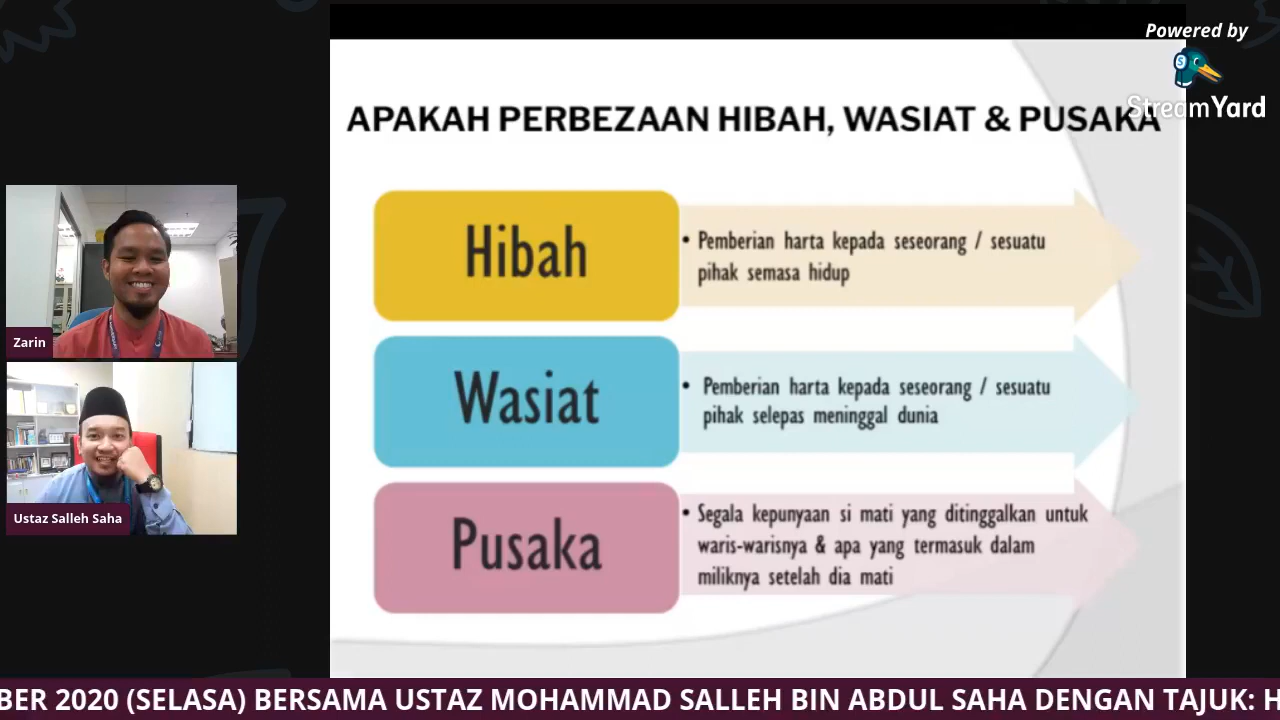 Powered by
StreamYard
APAKAH PERBEZAAN HIBAH, WASIAT & PUSAKA
Hibah
• Pemberian harta kepada seseorang / sesuatu
pihak semasa hidup
Wasiat
• Pemberian harta kepada seseorang / sesuatu
pihak selepas meninggal dunia
Pusaka
• Segala kepunyaan si mati yang ditinggalkan untuk
waris-warisnya & apa yang termasuk dalam
miliknya setelah dia mati
Zarin
Ustaz Salleh Saha
BER 2020 (SELASA) BERSAMA USTAZ MOHAMMAD SALLEH BIN ABDUL SAHA DENGAN TAJUK: H